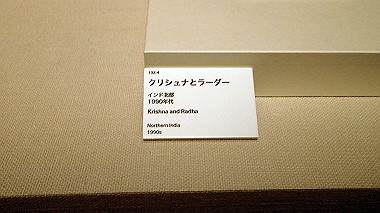 132.4
クリシュナとラーダー
インド北部
1990年代
Krishna and Radha
Northern India
1990s